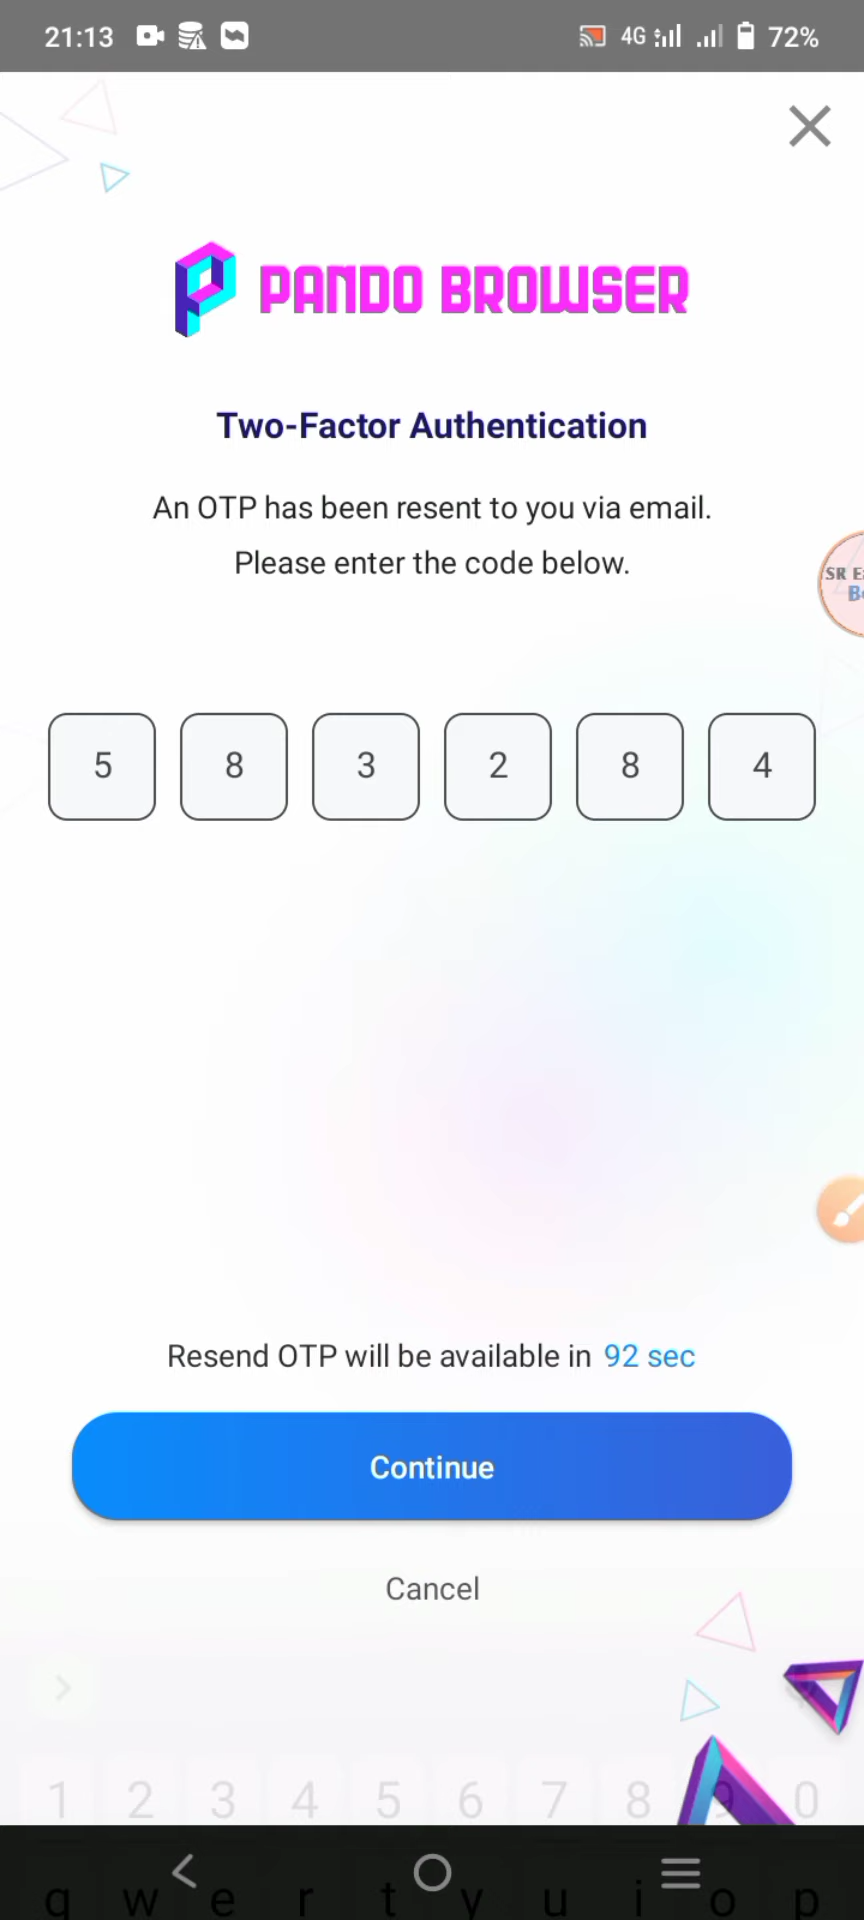 21:13
4G
72%
PANDO BROWSER
Two-Factor Authentication
An OTP has been resent to you via email.
Please enter the code below.
SR
5 8 3 2 8 4
Resend OTP will be available in 92 sec
Continue
Cancel
1 2 3 4 5 6 7 8 9 0
q w e r t y u i o p